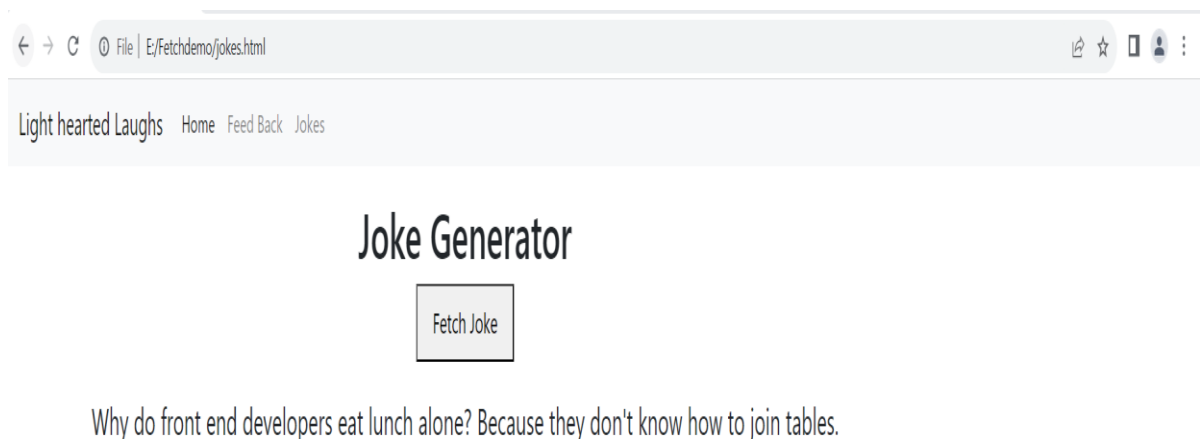 File | E:/Fetchdemo/jokes.html
Light hearted Laughs Home Feed Back Jokes
Joke Generator
Fetch Joke
Why do front end developers eat lunch alone? Because they don't know how to join tables.